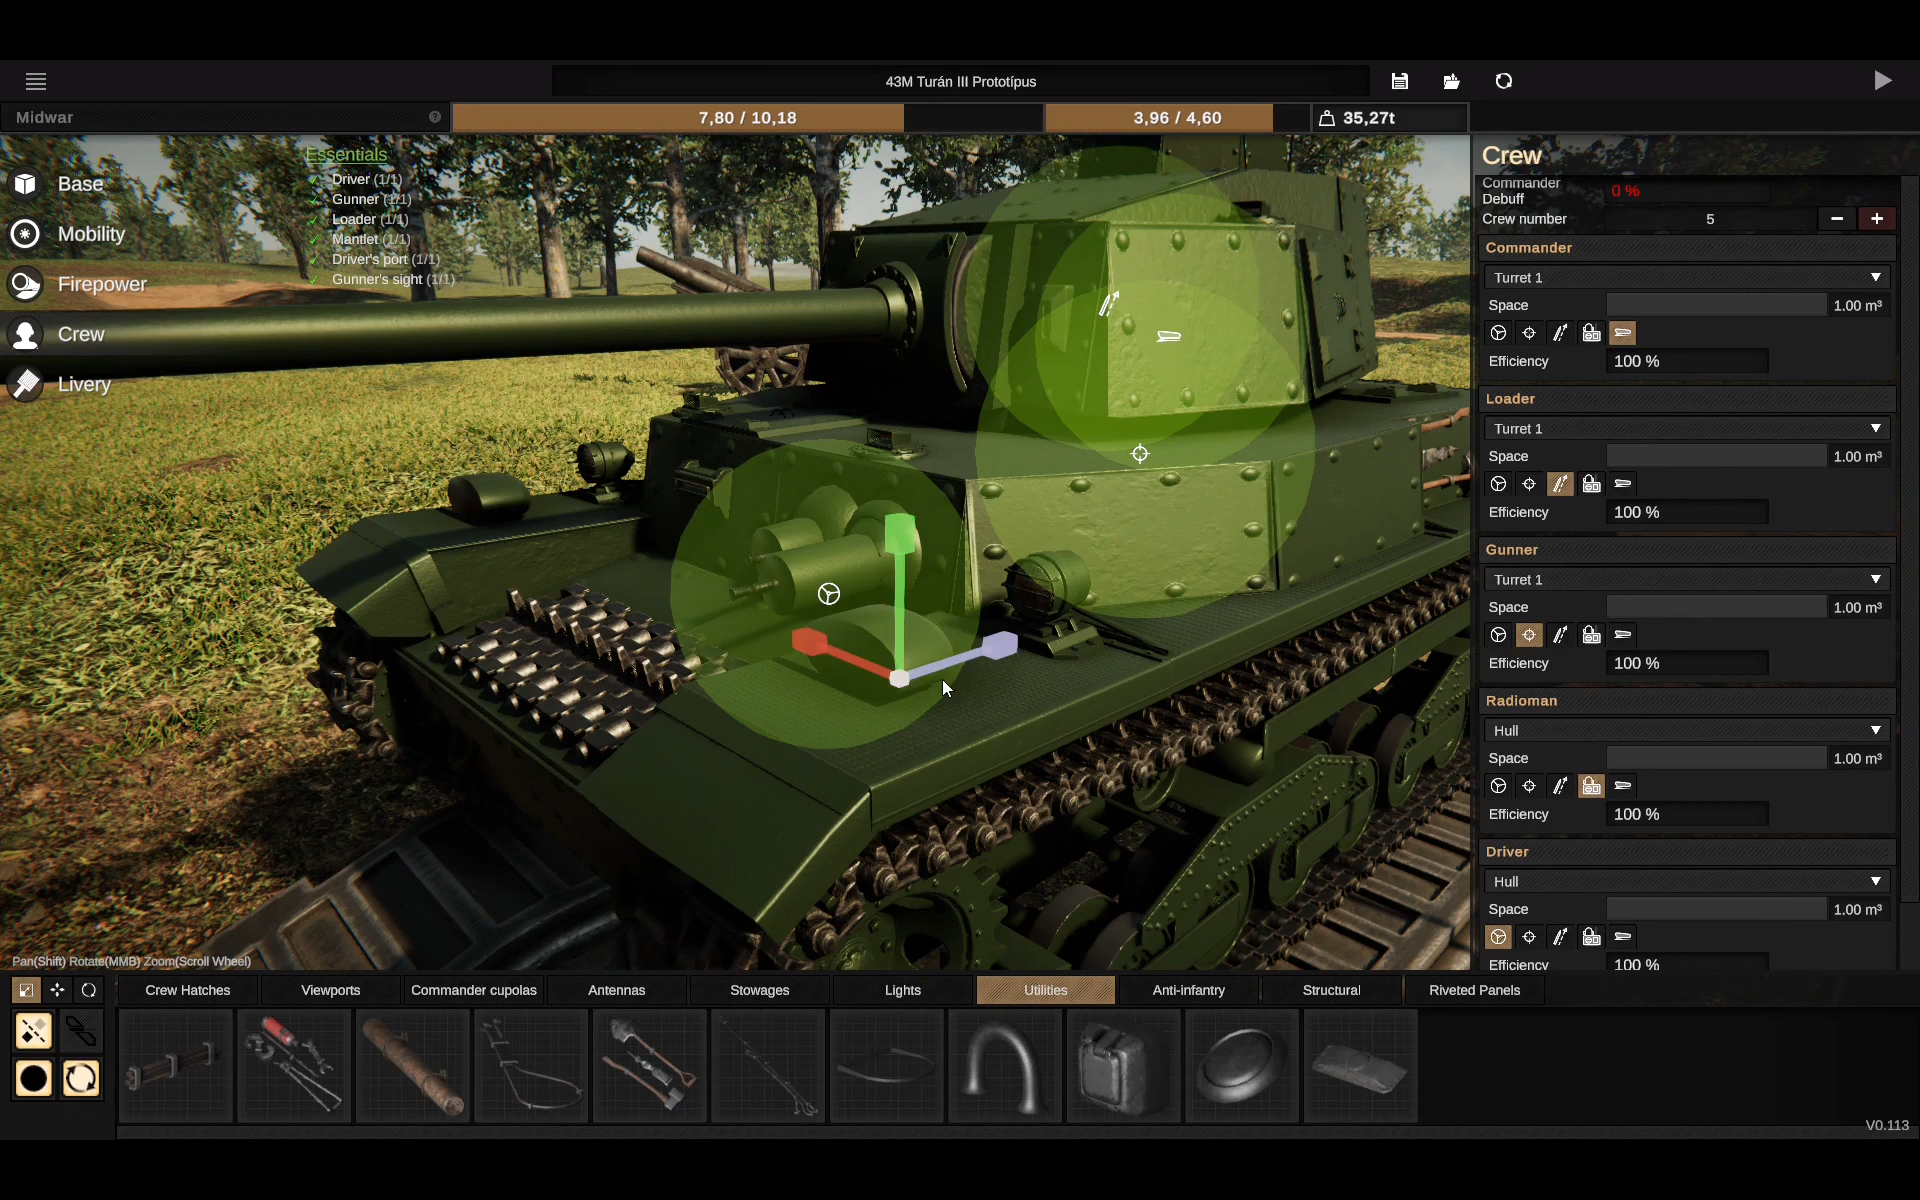 43M Turán III Prototípus
Midwar
7,80 / 10,18
3,96 / 4,60
35,27t
Essentials
Driver (1/1)
Gunner (1/1)
Loader (1/1)
Mantlet (1/1)
Driver's port (1/1)
Gunner's sight (1/1)
Base
Mobility
Firepower
Crew
Livery
Crew
Commander Debuff
0 %
Crew number
5
Commander
Turret 1
Space
1.00 m³
Efficiency
100 %
Loader
Turret 1
Space
1.00 m³
Efficiency
100 %
Gunner
Turret 1
Space
1.00 m³
Efficiency
100 %
Radioman
Hull
Space
1.00 m³
Efficiency
100 %
Driver
Hull
Space
1.00 m³
Efficiency
100 %
Pan(Shift) Rotate(MMB) Zoom(Scroll Wheel)
Crew Hatches
Viewports
Commander cupolas
Antennas
Stowages
Lights
Utilities
Anti-infantry
Structural
Riveted Panels
V0.113